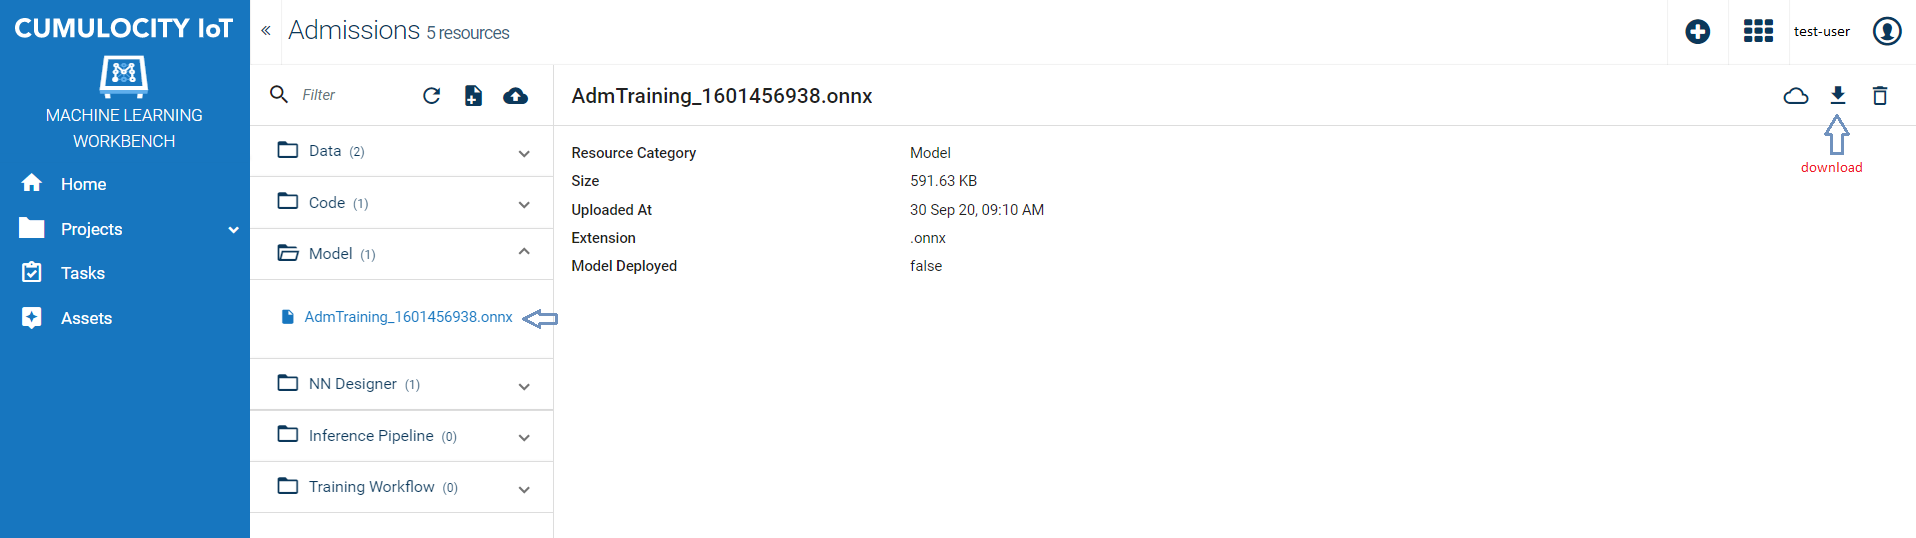 CUMULOCITY IoT
MACHINE LEARNING
WORKBENCH
Home
Projects
Tasks
Assets
« Admissions 5 resources
test-user
Filter
Data (2)
Code (1)
Model (1)
AdmTraining_1601456938.onnx
NN Designer (1)
Inference Pipeline (0)
Training Workflow (0)
AdmTraining_1601456938.onnx
download
Resource Category Model
Size 591.63 KB
Uploaded At 30 Sep 20, 09:10 AM
Extension .onnx
Model Deployed false